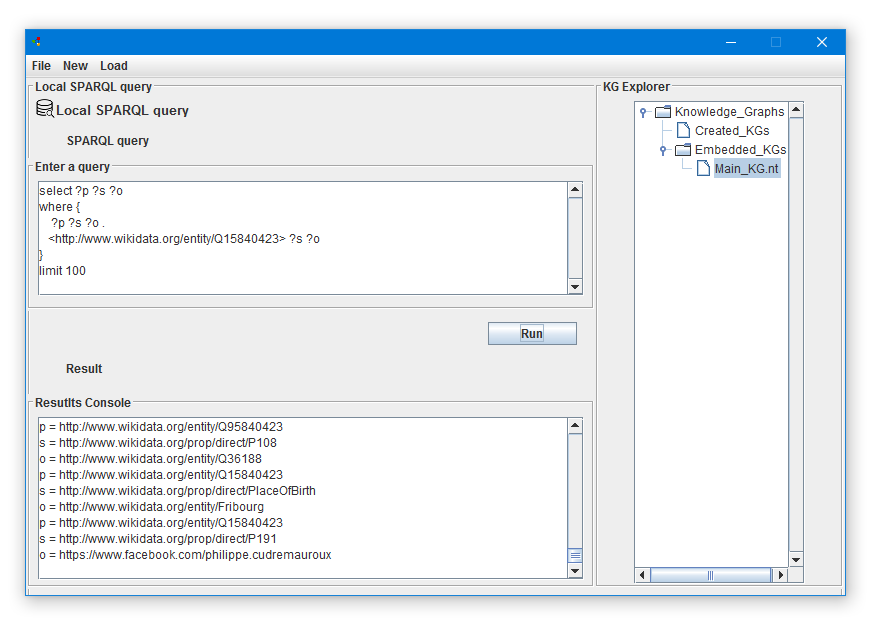 File New Load
Local SPARQL query
Local SPARQL query
SPARQL query
Enter a query
select ?p ?s ?o
where {
?p ?s ?o .
<http://www.wikidata.org/entity/Q15840423> ?s ?o
}
limit 100
Run
Result
Resutlts Console
p = http://www.wikidata.org/entity/Q95840423
s = http://www.wikidata.org/prop/direct/P108
o = http://www.wikidata.org/entity/Q36188
p = http://www.wikidata.org/entity/Q15840423
s = http://www.wikidata.org/prop/direct/PlaceOfBirth
o = http://www.wikidata.org/entity/Fribourg
p = http://www.wikidata.org/entity/Q15840423
s = http://www.wikidata.org/prop/direct/P191
o = https://www.facebook.com/philippe.cudremauroux
KG Explorer
Knowledge_Graphs
Created_KGs
Embedded_KGs
Main_KG.nt